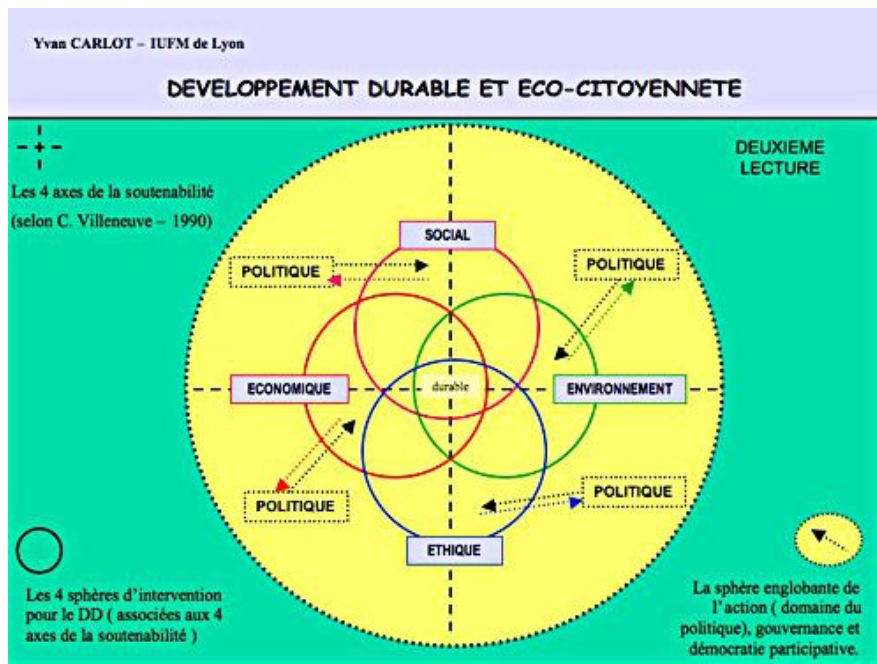 Yvan CARLOT – IUFM de Lyon
DEVELOPPEMENT DURABLE ET ECO-CITOYENNETE
Les 4 axes de la soutenabilité
(selon C. Villeneuve – 1990)
DEUXIEME
LECTURE
SOCIAL
POLITIQUE
POLITIQUE
ECONOMIQUE
durable
ENVIRONNEMENT
POLITIQUE
POLITIQUE
ETHIQUE
Les 4 sphères d'intervention
pour le DD ( associées aux 4
axes de la soutenabilité )
La sphère englobante de
l'action ( domaine du
politique), gouvernance et
démocratie participative.